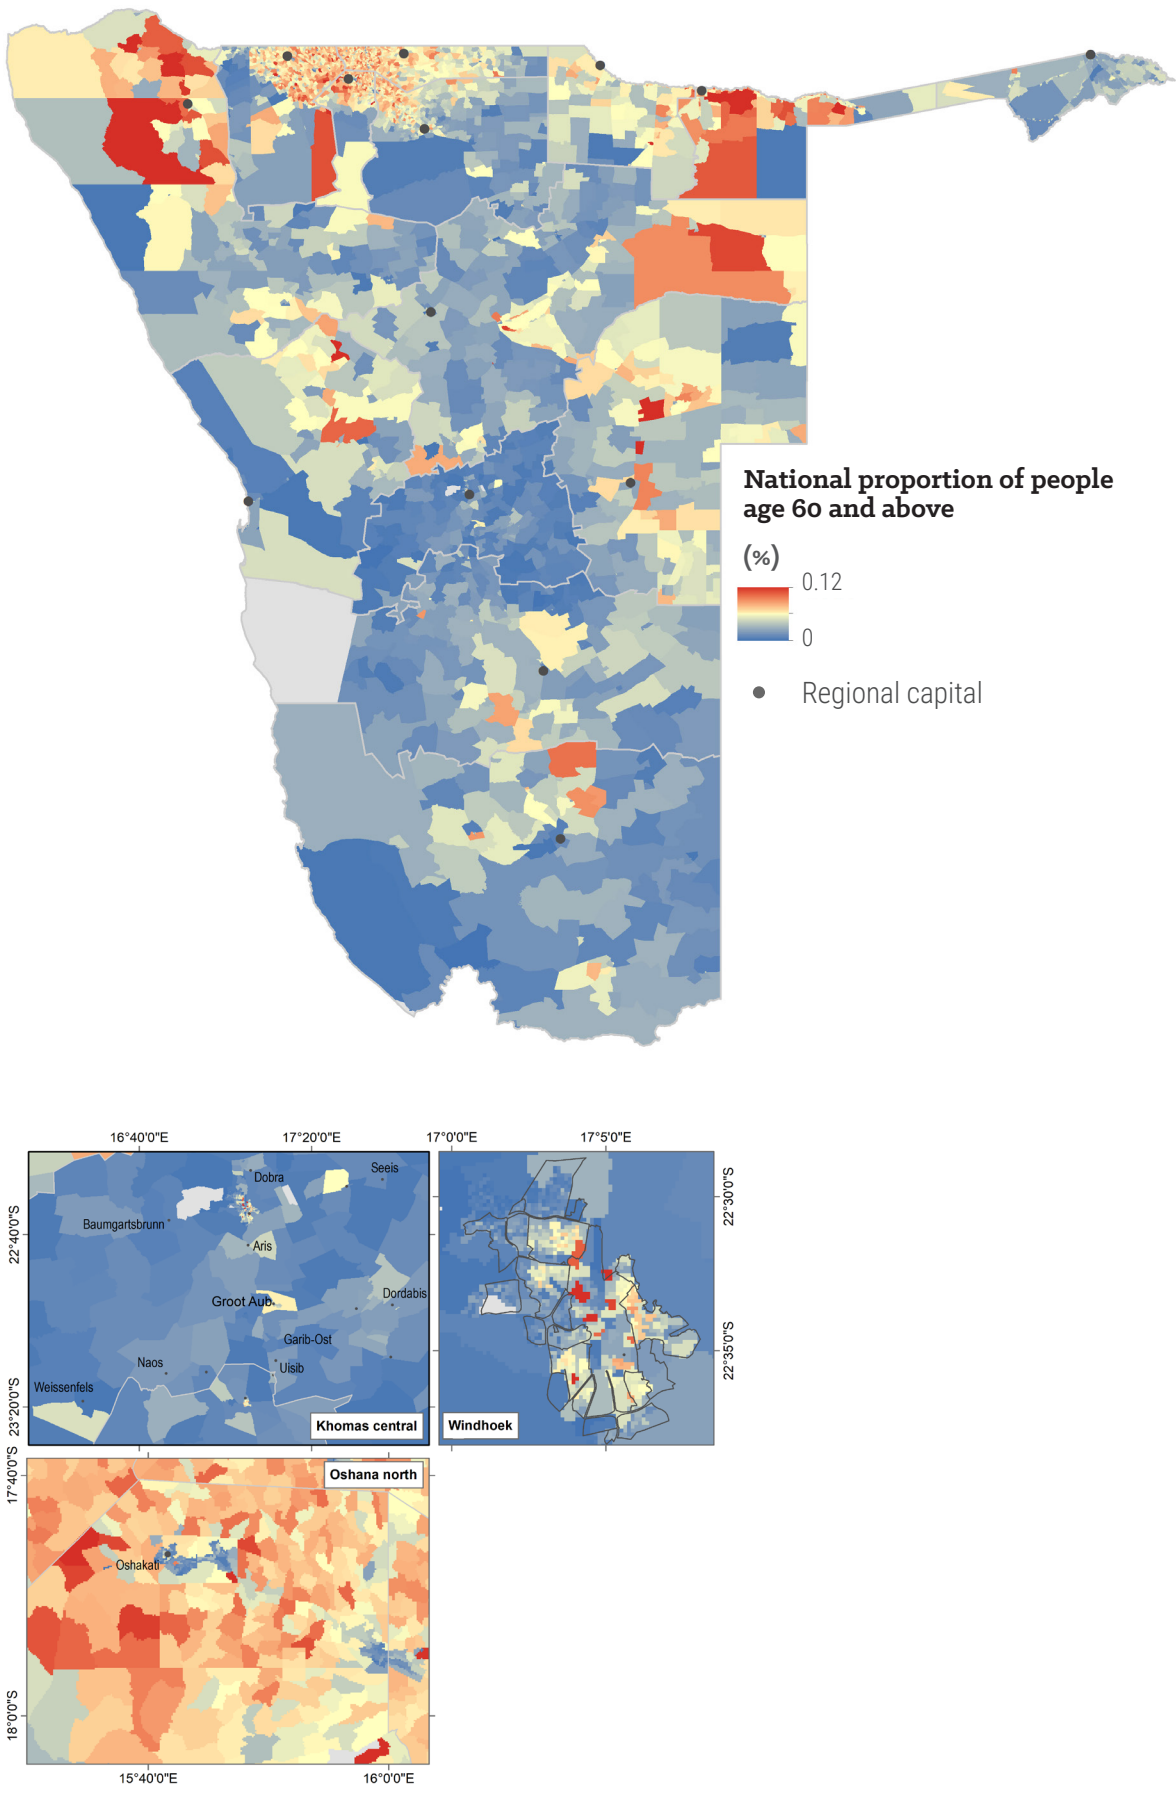 National proportion of people
age 60 and above
(%)
0.12
0
Regional capital
16°40'0"E
17°20'0"E
17°0'0"E
17°5'0"E
22°40'0"S
23°20'0"S
Dobra
Seeis
Baumgartsbrunn
Aris
Groot Aub
Dordabis
Garib-Ost
Naos
Uisib
Weissenfels
Khomas central
Windhoek
22°30'0"S
22°35'0"S
17°40'0"S
18°0'0"S
Oshana north
Oshakati
15°40'0"E
16°0'0"E